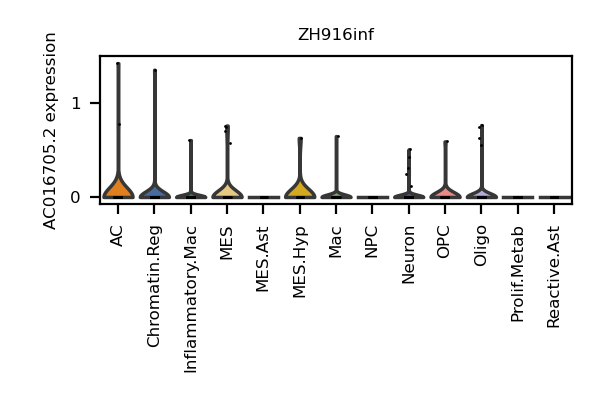 ZH916inf
AC016705.2 expression
1
0
AC
Chromatin.Reg
Inflammatory.Mac
MES
MES.Ast
MES.Hyp
Mac
NPC
Neuron
OPC
Oligo
Prolif.Metab
Reactive.Ast